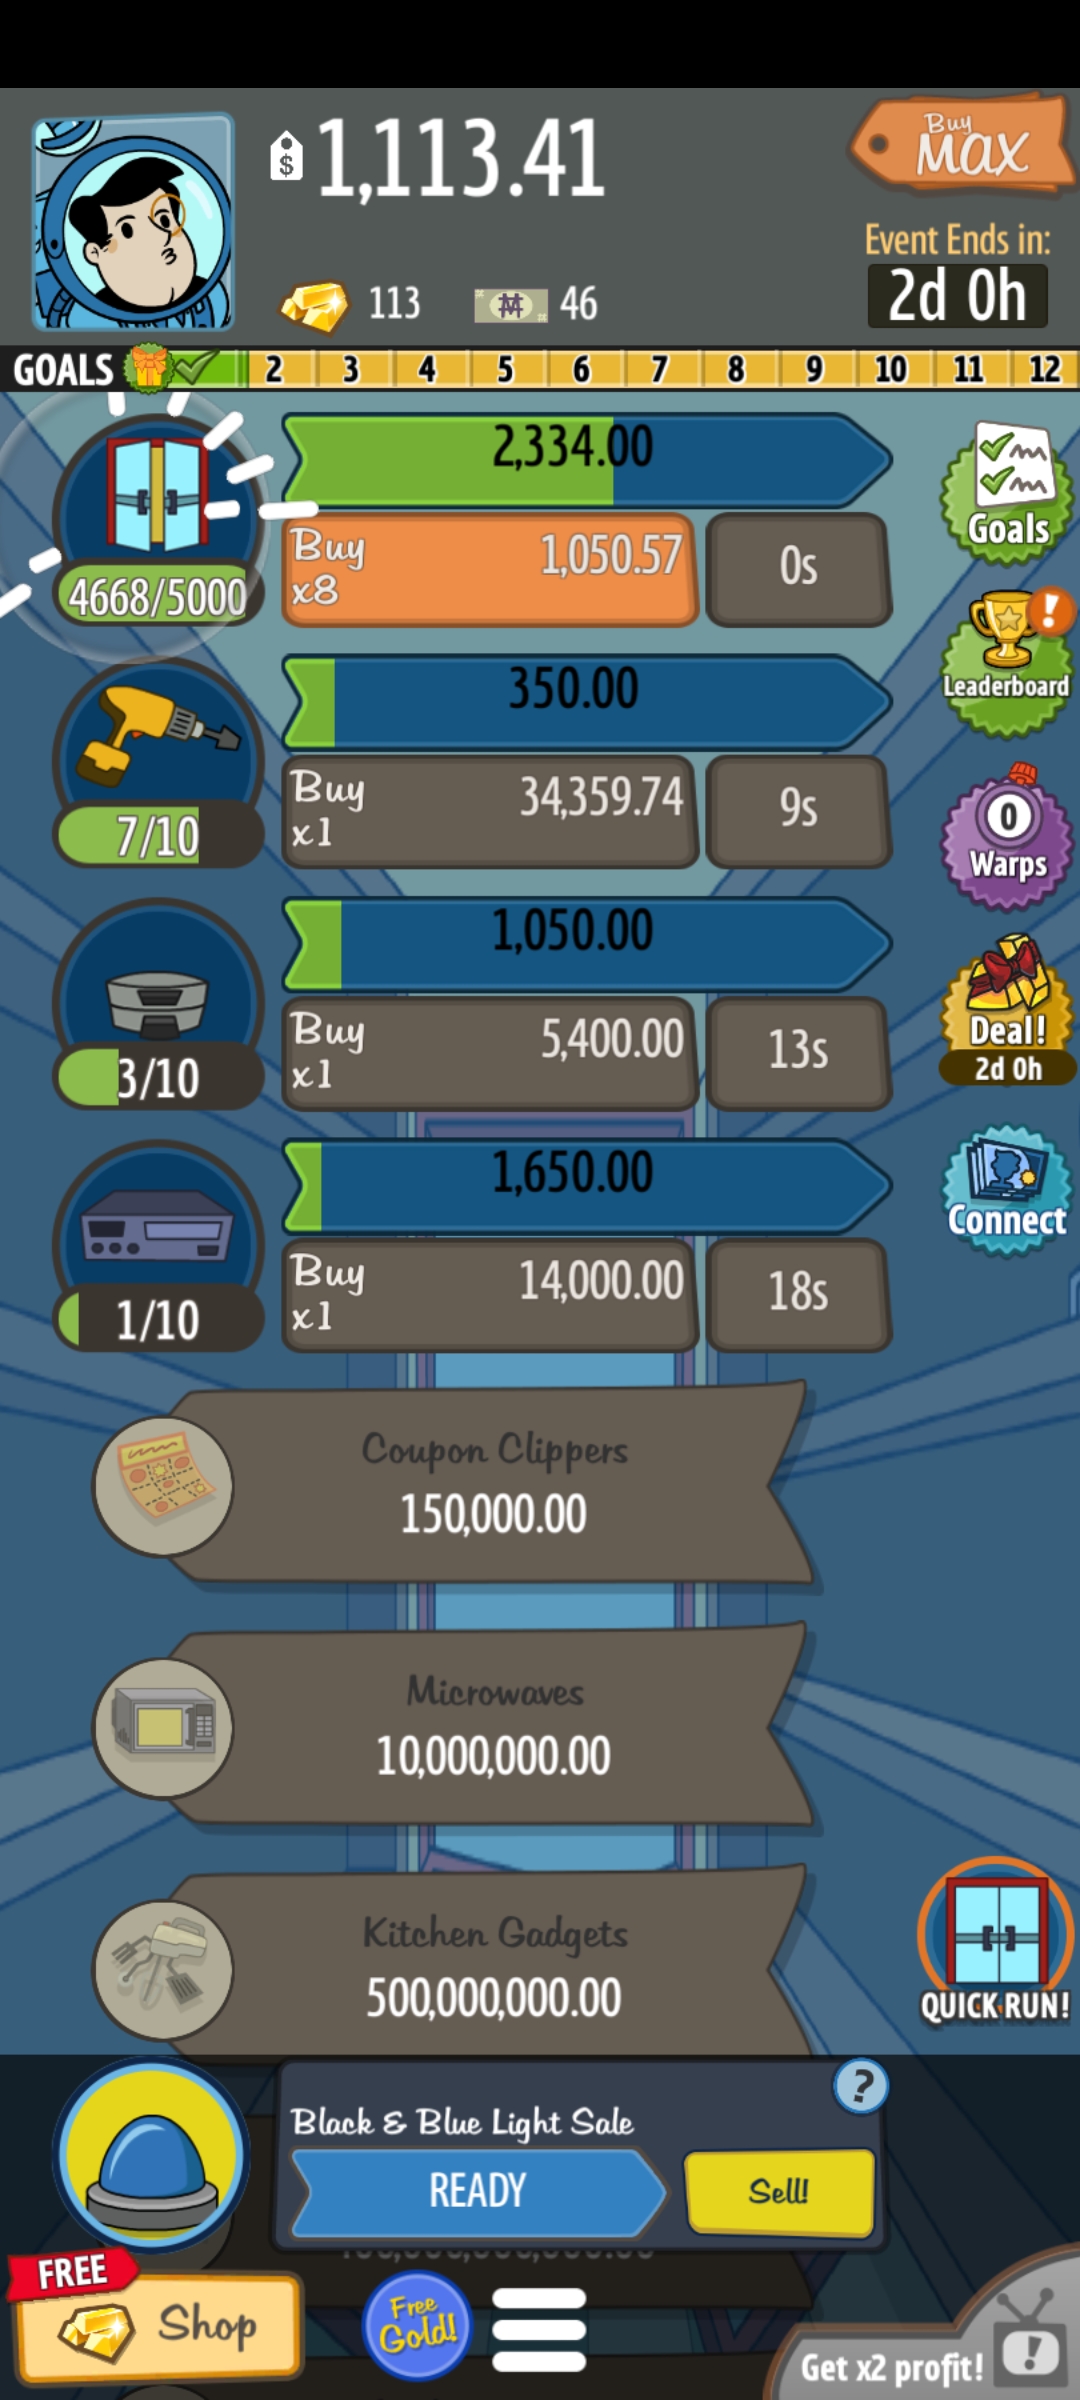 $ 1,113.41
Buy
MAX
113
46
Event Ends in:
2d 0h
GOALS 2 3 4 5 6 7 8 9 10 11 12
2,334.00
Buy
x8
1,050.57
0s
4668/5000
Goals
350.00
Buy
x1
34,359.74
9s
7/10
!
Leaderboard
0
Warps
1,050.00
Buy
x1
5,400.00
13s
3/10
Deal!
2d 0h
1,650.00
Buy
x1
14,000.00
18s
1/10
Connect
Coupon Clippers
150,000.00
Microwaves
10,000,000.00
Kitchen Gadgets
500,000,000.00
QUICK RUN!
?
Black & Blue Light Sale
READY
Sell!
FREE
Shop
Free
Gold!
Get x2 profit!
!